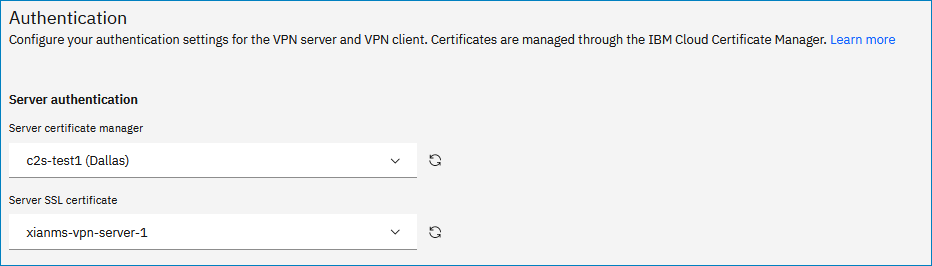 Authentication
Configure your authentication settings for the VPN server and VPN client. Certificates are managed through the IBM Cloud Certificate Manager. Learn more
Server authentication
Server certificate manager
c2s-test1 (Dallas)
Server SSL certificate
xianms-vpn-server-1